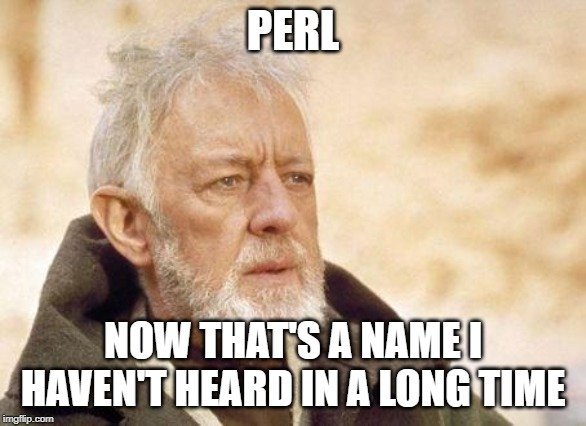 PERL
NOW THAT'S A NAME I
HAVEN'T HEARD IN A LONG TIME
imgflip.com